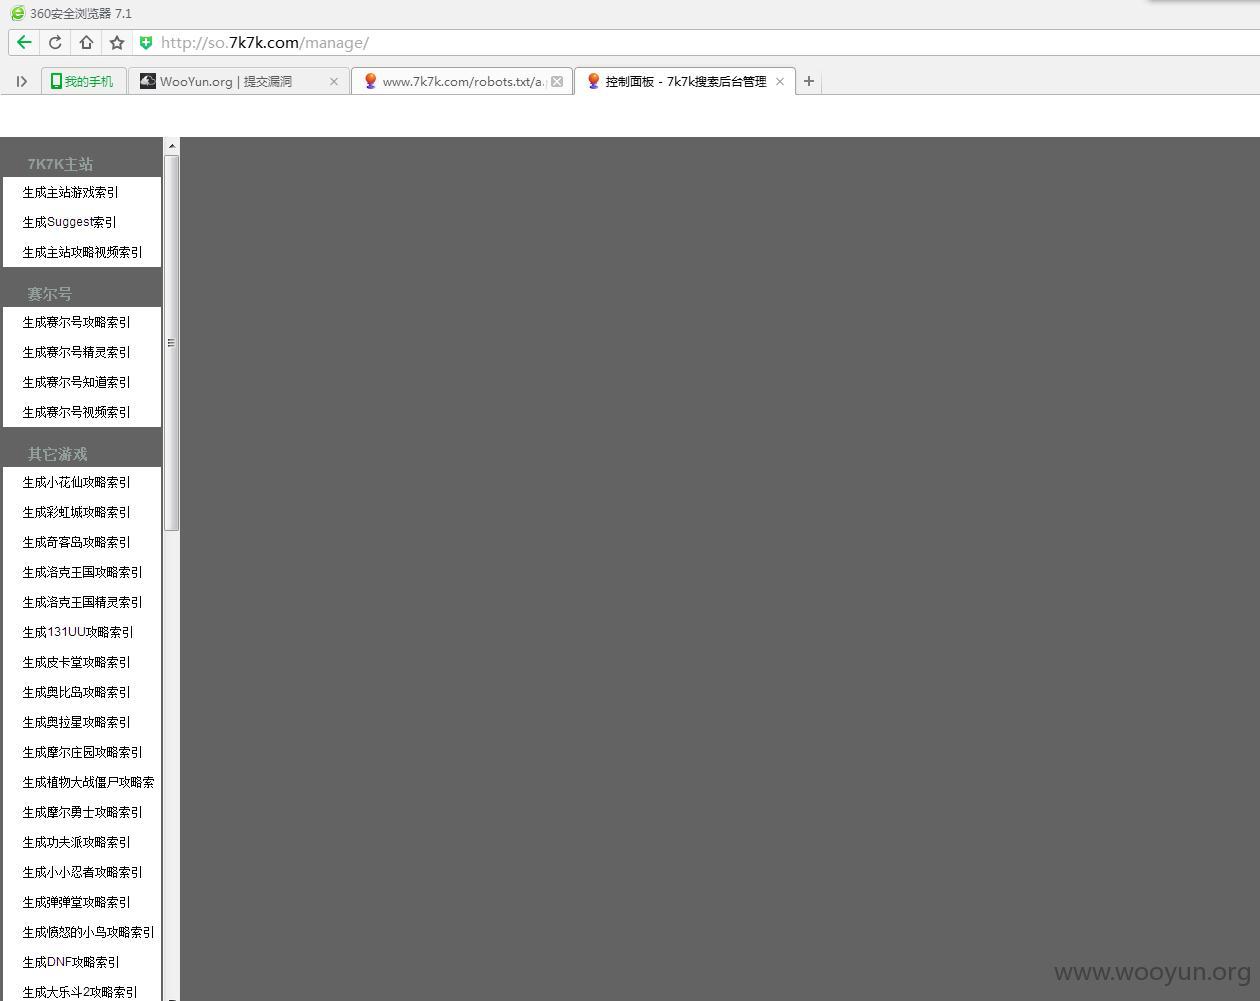 360安全浏览器 7.1
http://so.7k7k.com/manage/
我的手机
WooYun.org | 提交漏洞
www.7k7k.com/robots.txt/a.
控制面板 - 7k7k搜索后台管理
7K7K主站
生成主站游戏索引
生成Suggest索引
生成主站攻略视频索引
赛尔号
生成赛尔号攻略索引
生成赛尔号精灵索引
生成赛尔号知道索引
生成赛尔号视频索引
其它游戏
生成小花仙攻略索引
生成彩虹城攻略索引
生成奇客岛攻略索引
生成洛克王国攻略索引
生成洛克王国精灵索引
生成131UU攻略索引
生成皮卡堂攻略索引
生成奥比岛攻略索引
生成奥拉星攻略索引
生成摩尔庄园攻略索引
生成植物大战僵尸攻略索
生成摩尔勇士攻略索引
生成功夫派攻略索引
生成小小忍者攻略索引
生成弹弹堂攻略索引
生成愤怒的小鸟攻略索引
生成DNF攻略索引
生成大乐斗2攻略索引
www.wooyun.org